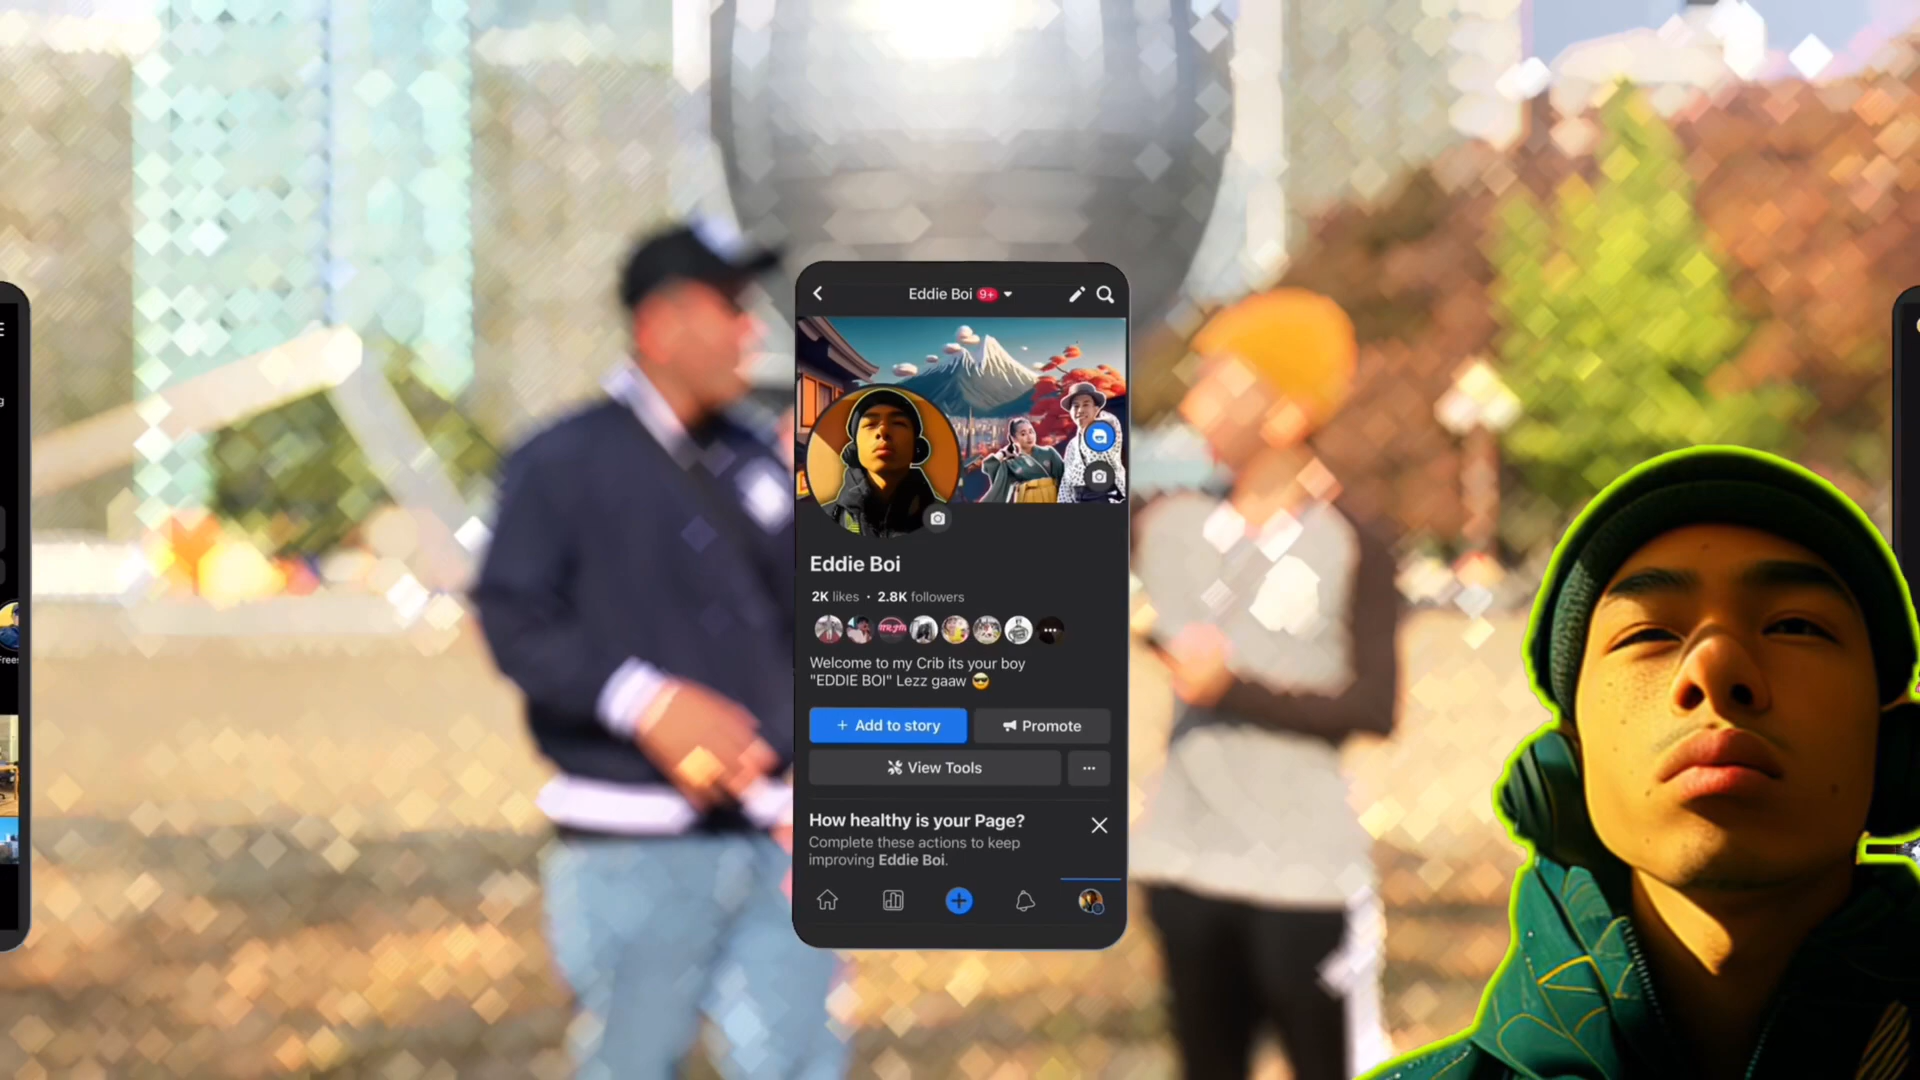 Eddie Boi 9+
Eddie Boi
2K likes · 2.8K followers
Welcome to my Crib its your boy
"EDDIE BOI" Lezz gaaw 😎
+ Add to story
Promote
View Tools
...
How healthy is your Page?
Complete these actions to keep
improving Eddie Boi.